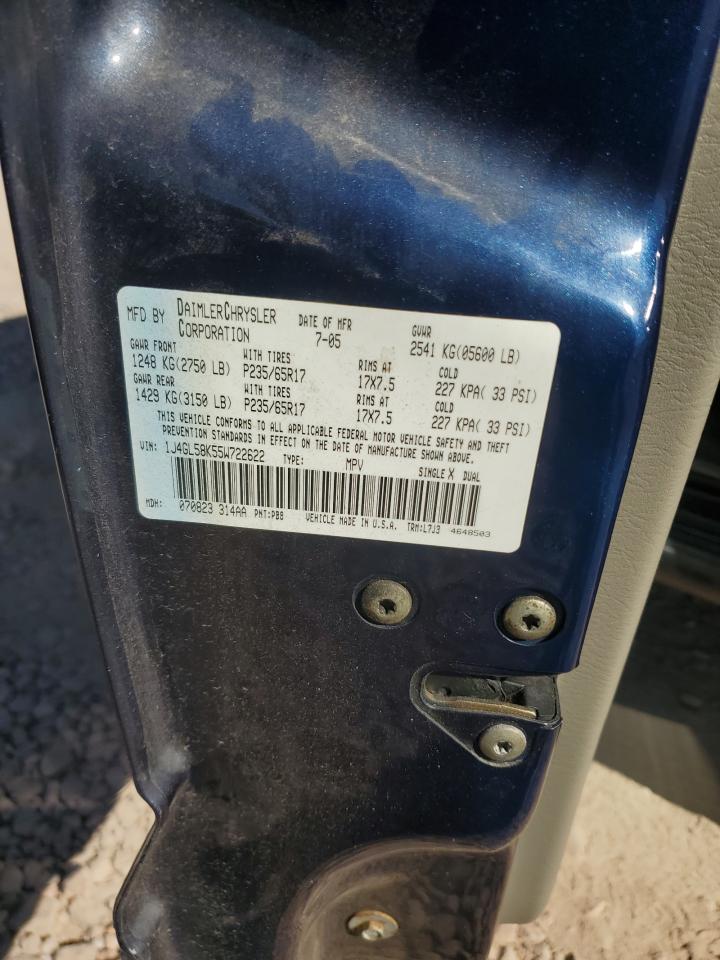 MFD BY DAIMLERCHRYSLER CORPORATION DATE OF MFR 7-05 GVWR 2541 KG(05600 LB)
GAWR FRONT WITH TIRES RIMS AT COLD
1248 KG(2750 LB) P235/65R17 17X7.5 227 KPA( 33 PSI)
GAWR REAR WITH TIRES RIMS AT COLD
1429 KG(3150 LB) P235/65R17 17X7.5 227 KPA( 33 PSI)
THIS VEHICLE CONFORMS TO ALL APPLICABLE FEDERAL MOTOR VEHICLE SAFETY AND THEFT
PREVENTION STANDARDS IN EFFECT ON THE DATE OF MANUFACTURE SHOWN ABOVE.
VIN: 1J4GL58K55W722622 TYPE: MPV SINGLE X DUAL
MDH: 070823 314AA PNT:PB8 VEHICLE MADE IN U.S.A. TRM:L7J3 4648503